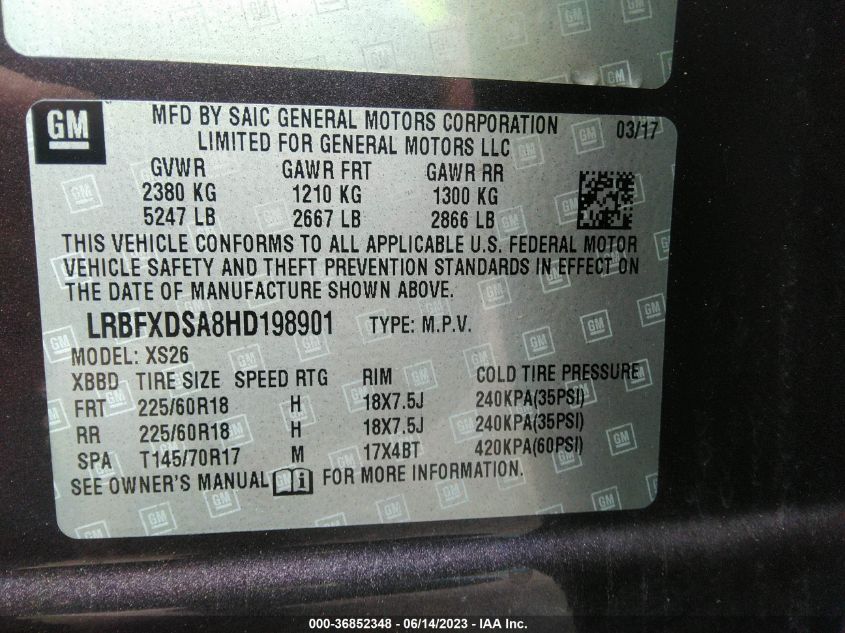 GM
MFD BY SAIC GENERAL MOTORS CORPORATION 03/17
LIMITED FOR GENERAL MOTORS LLC
GVWR GAWR FRT GAWR RR
2380 KG 1210 KG 1300 KG
5247 LB 2667 LB 2866 LB
THIS VEHICLE CONFORMS TO ALL APPLICABLE U.S. FEDERAL MOTOR
VEHICLE SAFETY AND THEFT PREVENTION STANDARDS IN EFFECT ON
THE DATE OF MANUFACTURE SHOWN ABOVE.
LRBFXDSA8HD198901 TYPE: M.P.V.
MODEL: XS26
XBBD TIRE SIZE SPEED RTG RIM COLD TIRE PRESSURE
FRT 225/60R18 H 18X7.5J 240KPA(35PSI)
RR 225/60R18 H 18X7.5J 240KPA(35PSI)
SPA T145/70R17 M 17X4BT 420KPA(60PSI)
SEE OWNER'S MANUAL FOR MORE INFORMATION.
000-36852348 - 06/14/2023 - IAA Inc.